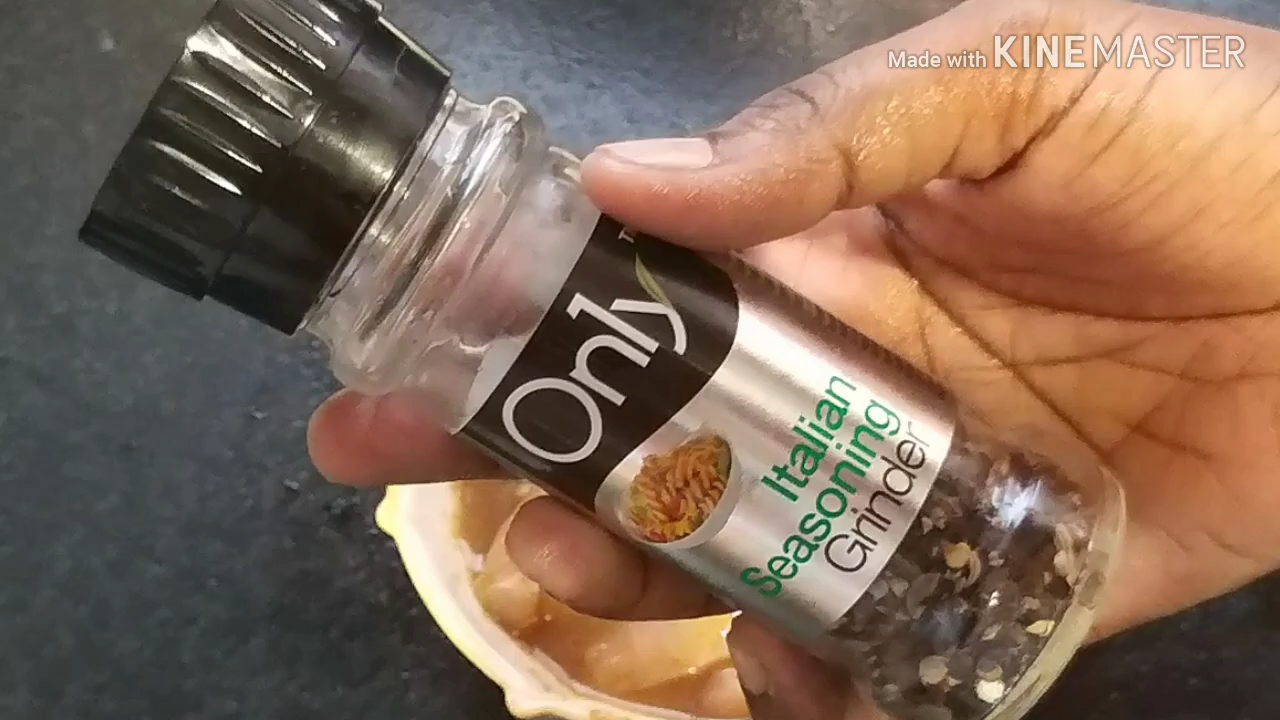 Made with KINEMASTER
Only
Italian
Seasoning
Grinder